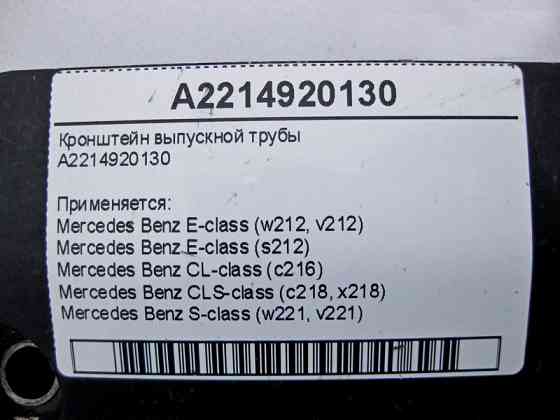 A2214920130
Кронштейн выпускной трубы
A2214920130
Применяется:
Mercedes Benz E-class (w212, v212)
Mercedes Benz E-class (s212)
Mercedes Benz CL-class (c216)
Mercedes Benz CLS-class (c218, x218)
Mercedes Benz S-class (w221, v221)